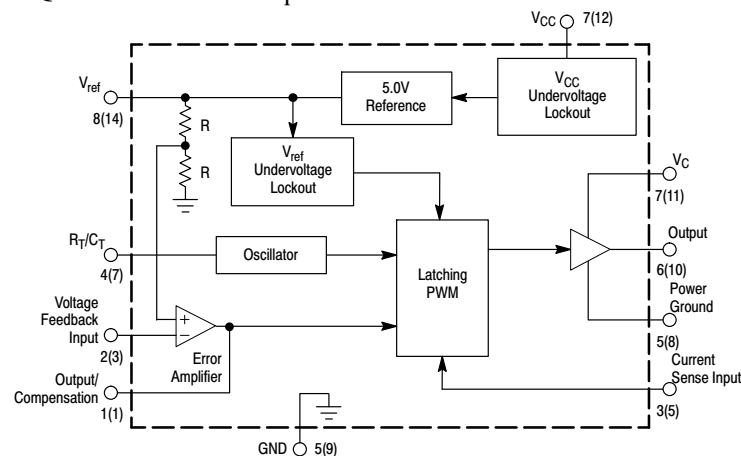 VCC 7(12)
Vref
8(14)
5.0V
Reference
VCC
Undervoltage
Lockout
R
R
Vref
Undervoltage
Lockout
VC
7(11)
RT/CT
4(7)
Oscillator
Latching
PWM
Output
6(10)
Voltage
Feedback
Input
2(3)
+
−
Error
Amplifier
Power
Ground
5(8)
Output/
Compensation
1(1)
Current
Sense Input
3(5)
GND 5(9)